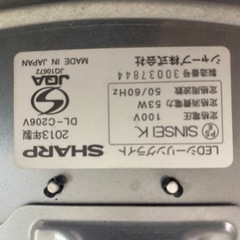 LEDシーリングライト
SHARP
SINSEI K.
2013年製
DL-C206V
定格電圧 100V
定格消費電力 53W
定格周波数 50/60Hz
JQA
JQ10672
製造番号 30037844
シャープ株式会社
MADE IN JAPAN